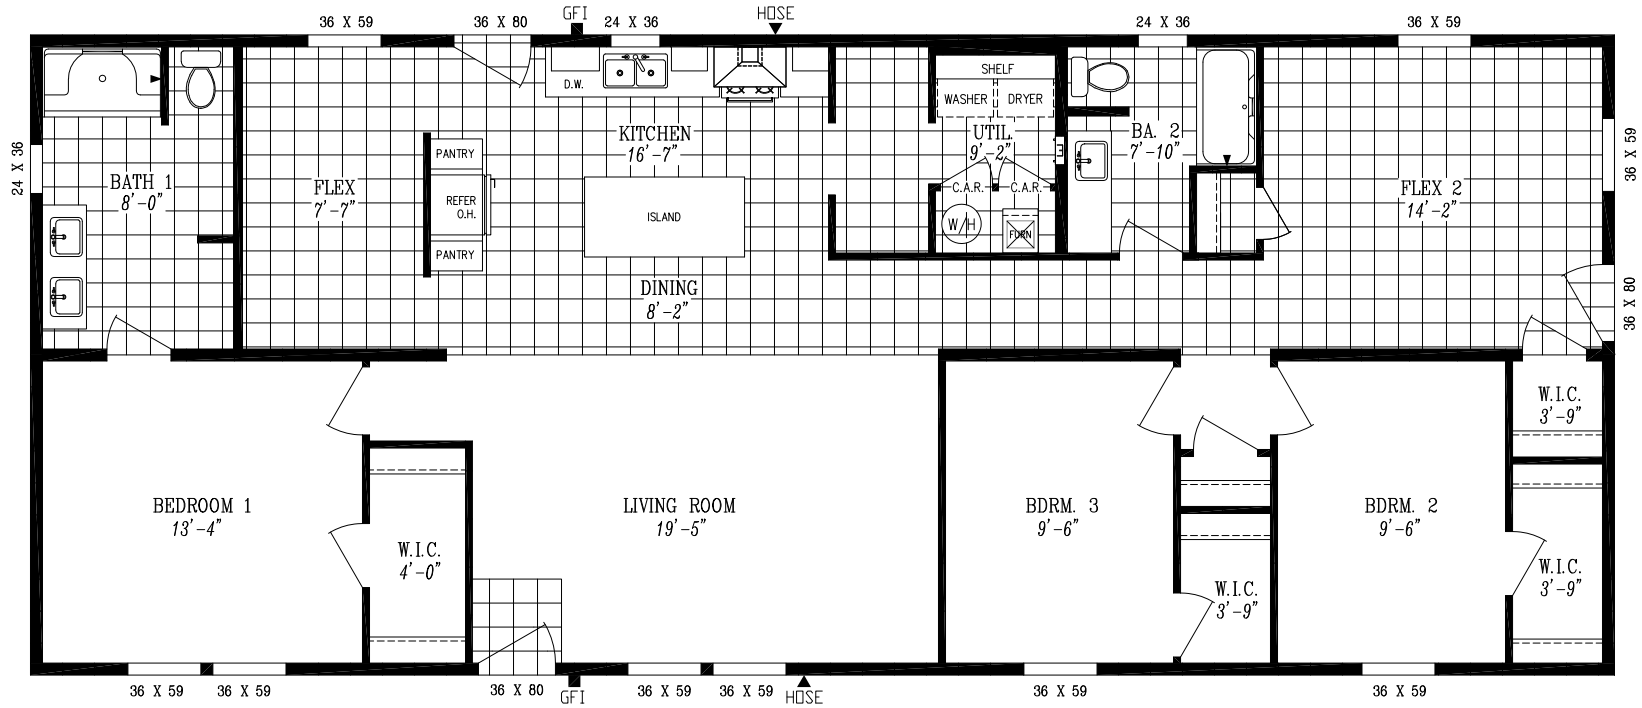 36 X 59
36 X 80
GFI
24 X 36
HOSE
24 X 36
36 X 59
24 X 36
BATH 1
8'-0"
FLEX
7'-7"
PANTRY
REFER
O.H.
PANTRY
D.W.
KITCHEN
16'-7"
ISLAND
DINING
8'-2"
SHELF
WASHER
DRYER
UTIL.
9'-2"
C.A.R.
C.A.R.
W/H
FURN
BA. 2
7'-10"
FLEX 2
14'-2"
36 X 59
36 X 80
BEDROOM 1
13'-4"
W.I.C.
4'-0"
LIVING ROOM
19'-5"
BDRM. 3
9'-6"
W.I.C.
3'-9"
BDRM. 2
9'-6"
W.I.C.
3'-9"
W.I.C.
3'-9"
36 X 59
36 X 59
36 X 80
GFI
36 X 59
36 X 59
HOSE
36 X 59
36 X 59